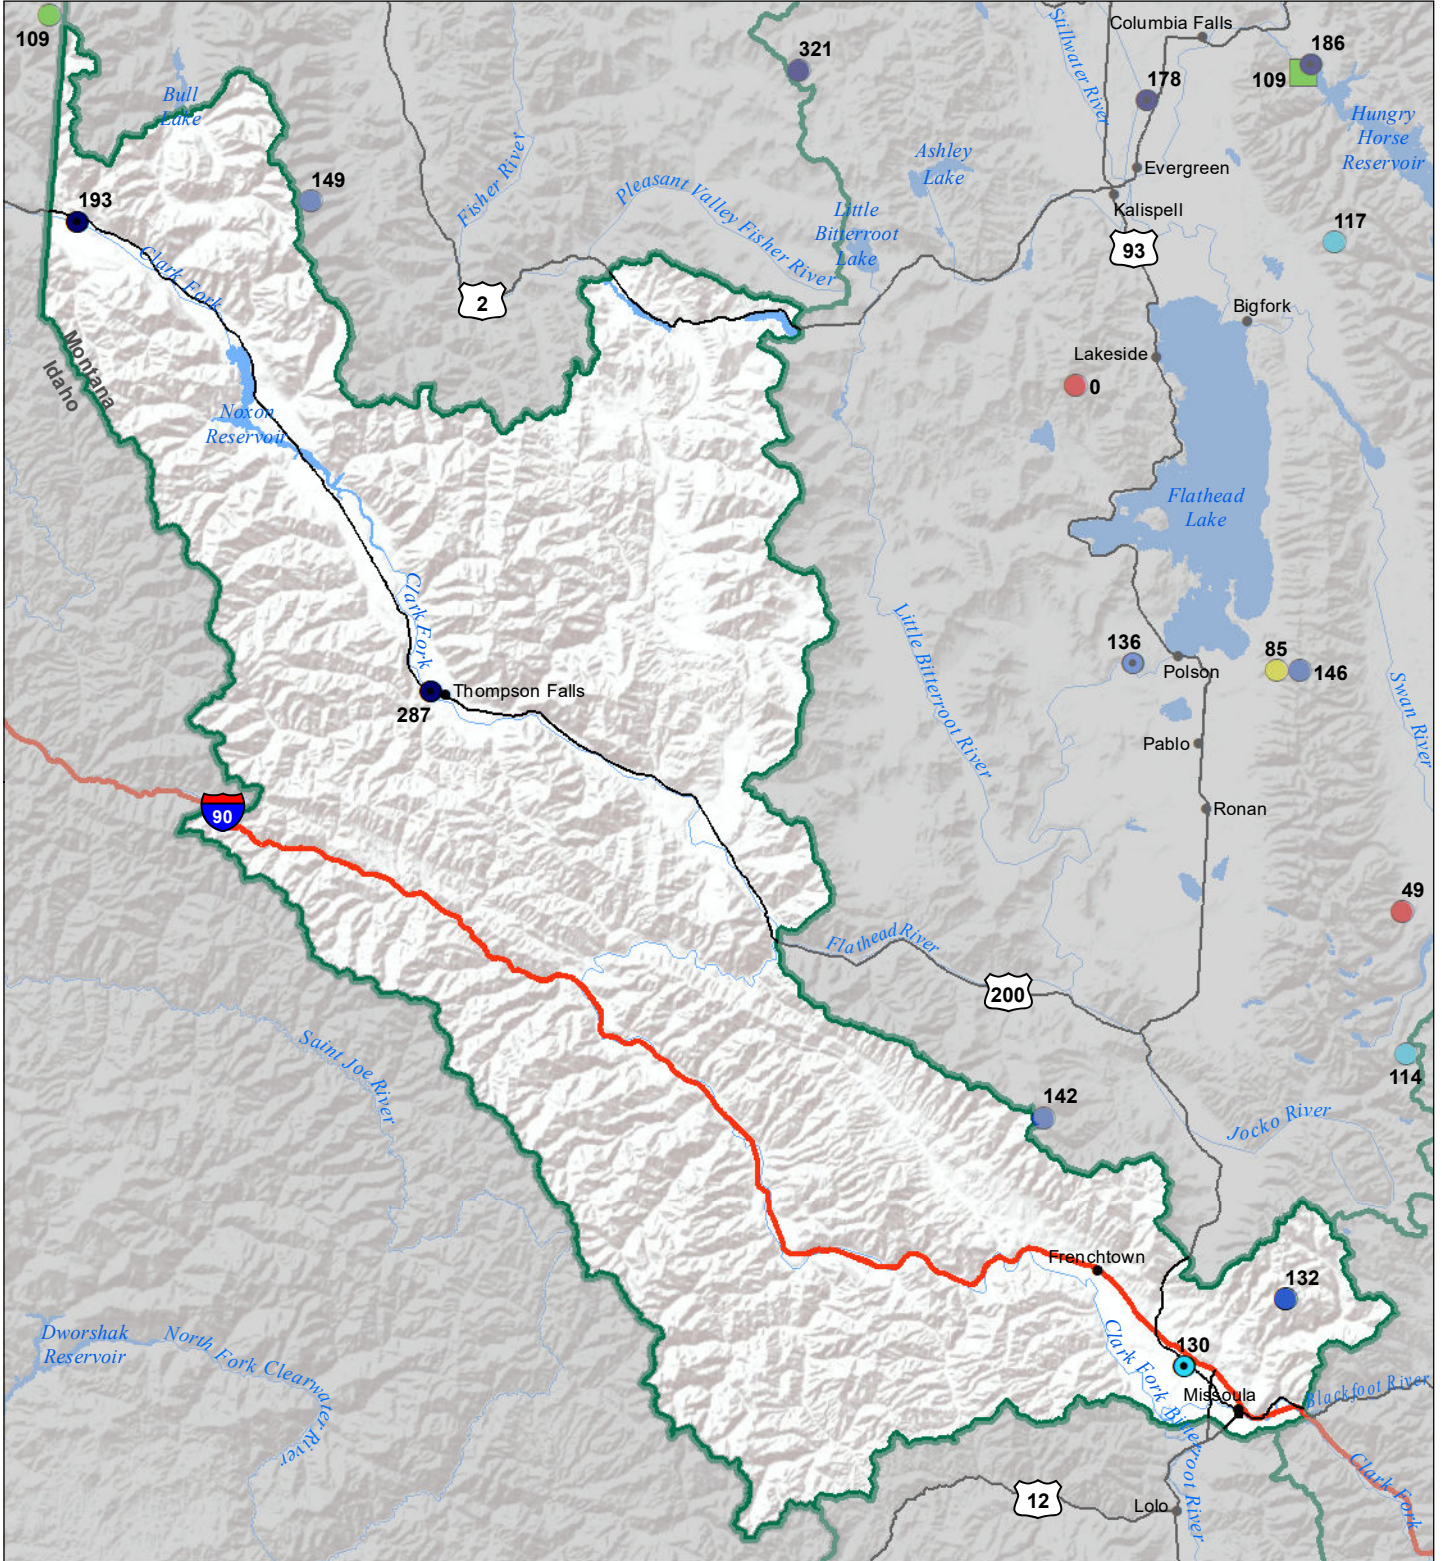 109
321
Stillwater River
Columbia Falls
186
178
109
Bull
Lake
Hungry
Horse
Reservoir
Fisher River
Ashley
Lake
Evergreen
149
Pleasant Valley Fisher River
193
Kalispell
Little
Bitterroot
Lake
117
93
Clark Fork
2
Bigfork
Montana
Idaho
Lakeside
0
Noxon
Reservoir
Flathead
Lake
Clark Fork
Little Bitterroot River
136
85
146
Polson
Swan River
Thompson Falls
287
Pablo
90
Ronan
49
Flathead River
200
Saint Joe River
114
142
Jocko River
Frenchtown
132
Dworshak
Reservoir
North Fork Clearwater River
Clark Fork
130
Missoula
Blackfoot River
Bitterroot River
Clark Fork
12
Lolo